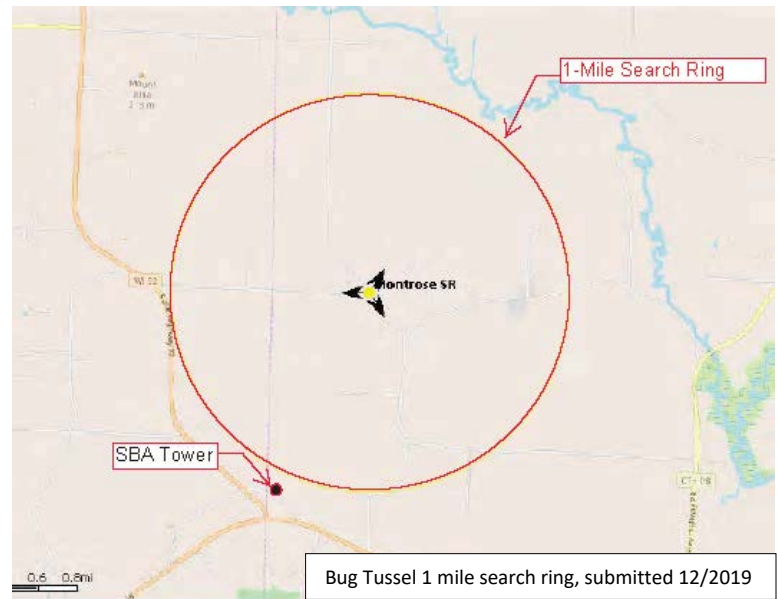 1-Mile Search Ring
Mount
Montrose SR
SBA Tower
0.6 0.8mi
Bug Tussel 1 mile search ring, submitted 12/2019